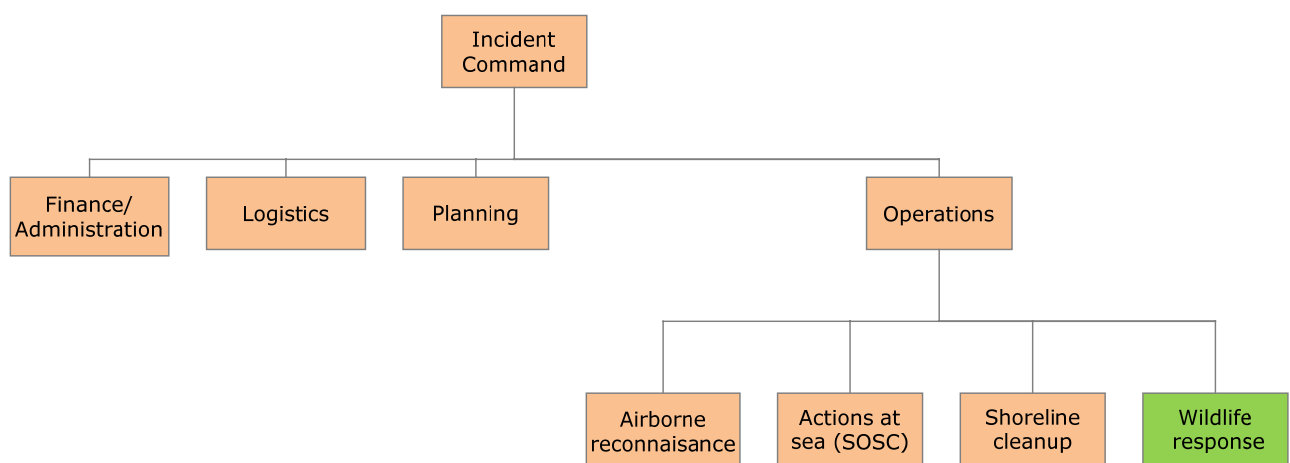 Incident
Command
Finance/
Administration
Logistics
Planning
Operations
Airborne
reconnaisance
Actions at
sea (SOSC)
Shoreline
cleanup
Wildlife
response